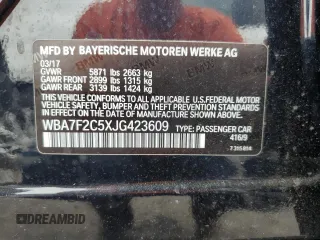 MFD BY BAYERISCHE MOTOREN WERKE AG
03/17
GVWR 5871 lbs 2663 kg
GAWR FRONT 2899 lbs 1315 kg
GAWR REAR 3139 lbs 1424 kg
THIS VEHICLE CONFORMS TO ALL APPLICABLE FEDERAL
MOTOR VEHICLE SAFETY, BUMPER, AND THEFT
PREVENTION STANDARDS IN EFFECT ON THE DATE OF
MANUFACTURE SHOWN ABOVE.
WBA7F2C5XJG423609 TYPE: PASSENGER CAR
416/9
© DREAMBID